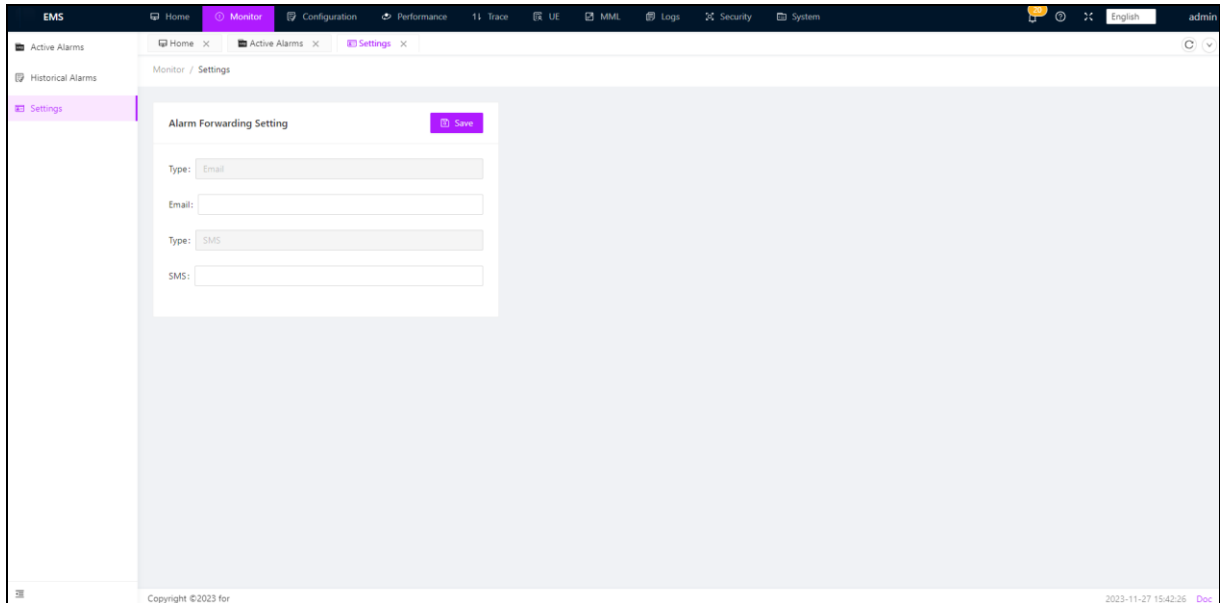 EMS Home Monitor Configuration Performance Trace UE MML Logs Security System 20 English admin
Active Alarms
Historical Alarms
Settings
Home Active Alarms Settings
Monitor / Settings
Alarm Forwarding Setting Save
Type: Email
Email:
Type: SMS
SMS:
Copyright ©2023 for 2023-11-27 15:42:26 Doc